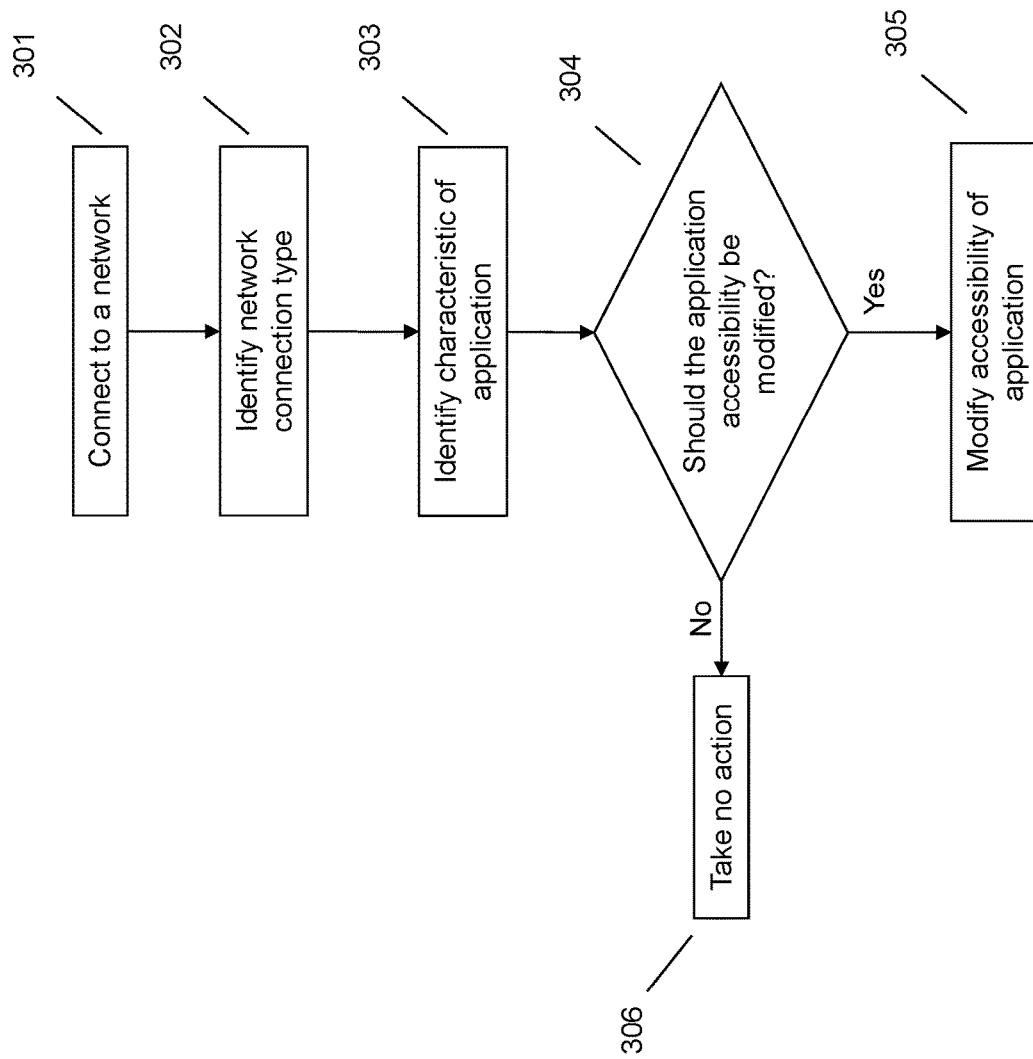 301
Connect to a network
302
Identify network
connection type
303
Identify characteristic of
application
304
Should the application
accessibility be
modified?
No
Yes
306
Take no action
305
Modify accessibility of
application